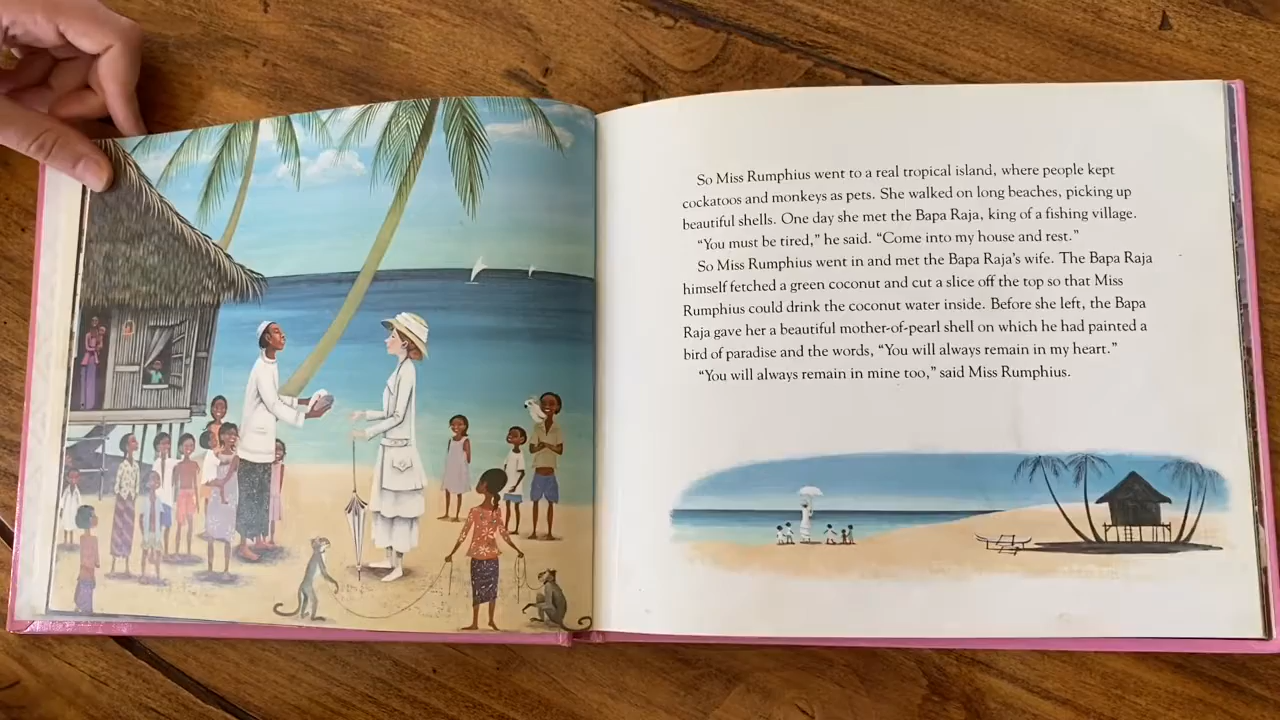 So Miss Rumphius went to a real tropical island, where people kept
cockatoos and monkeys as pets. She walked on long beaches, picking up
beautiful shells. One day she met the Bapa Raja, king of a fishing village.
“You must be tired,” he said. “Come into my house and rest.”
So Miss Rumphius went in and met the Bapa Raja’s wife. The Bapa Raja
himself fetched a green coconut and cut a slice off the top so that Miss
Rumphius could drink the coconut water inside. Before she left, the Bapa
Raja gave her a beautiful mother-of-pearl shell on which he had painted a
bird of paradise and the words, “You will always remain in my heart.”
“You will always remain in mine too,” said Miss Rumphius.